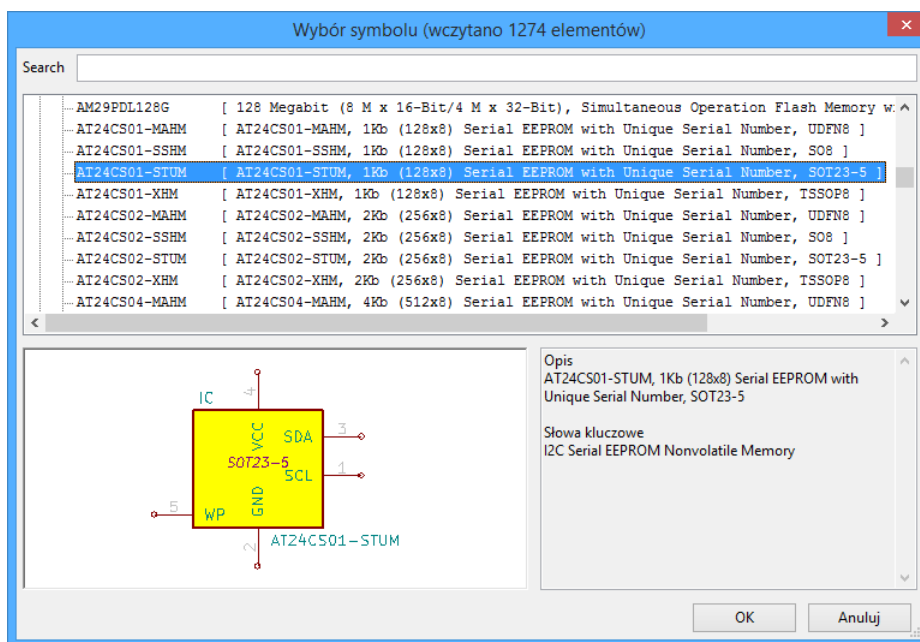 Wybór symbolu (wczytano 1274 elementów)
Search
AM29PDL128G [ 128 Megabit (8 M x 16-Bit/4 M x 32-Bit), Simultaneous Operation Flash Memory w
AT24CS01-MAHM [ AT24CS01-MAHM, 1Kb (128x8) Serial EEPROM with Unique Serial Number, UDFN8 ]
AT24CS01-SSHM [ AT24CS01-SSHM, 1Kb (128x8) Serial EEPROM with Unique Serial Number, SO8 ]
AT24CS01-STUM [ AT24CS01-STUM, 1Kb (128x8) Serial EEPROM with Unique Serial Number, SOT23-5 ]
AT24CS01-XHM [ AT24CS01-XHM, 1Kb (128x8) Serial EEPROM with Unique Serial Number, TSSOP8 ]
AT24CS02-MAHM [ AT24CS02-MAHM, 2Kb (256x8) Serial EEPROM with Unique Serial Number, UDFN8 ]
AT24CS02-SSHM [ AT24CS02-SSHM, 2Kb (256x8) Serial EEPROM with Unique Serial Number, SO8 ]
AT24CS02-STUM [ AT24CS02-STUM, 2Kb (256x8) Serial EEPROM with Unique Serial Number, SOT23-5 ]
AT24CS02-XHM [ AT24CS02-XHM, 2Kb (256x8) Serial EEPROM with Unique Serial Number, TSSOP8 ]
AT24CS04-MAHM [ AT24CS04-MAHM, 4Kb (512x8) Serial EEPROM with Unique Serial Number, UDFN8 ]
IC
4
VCC
SDA
3
SOT23-5
SCL
1
5
WP
GND
2
AT24CS01-STUM
Opis
AT24CS01-STUM, 1Kb (128x8) Serial EEPROM with
Unique Serial Number, SOT23-5
Słowa kluczowe
I2C Serial EEPROM Nonvolatile Memory
OK
Anuluj